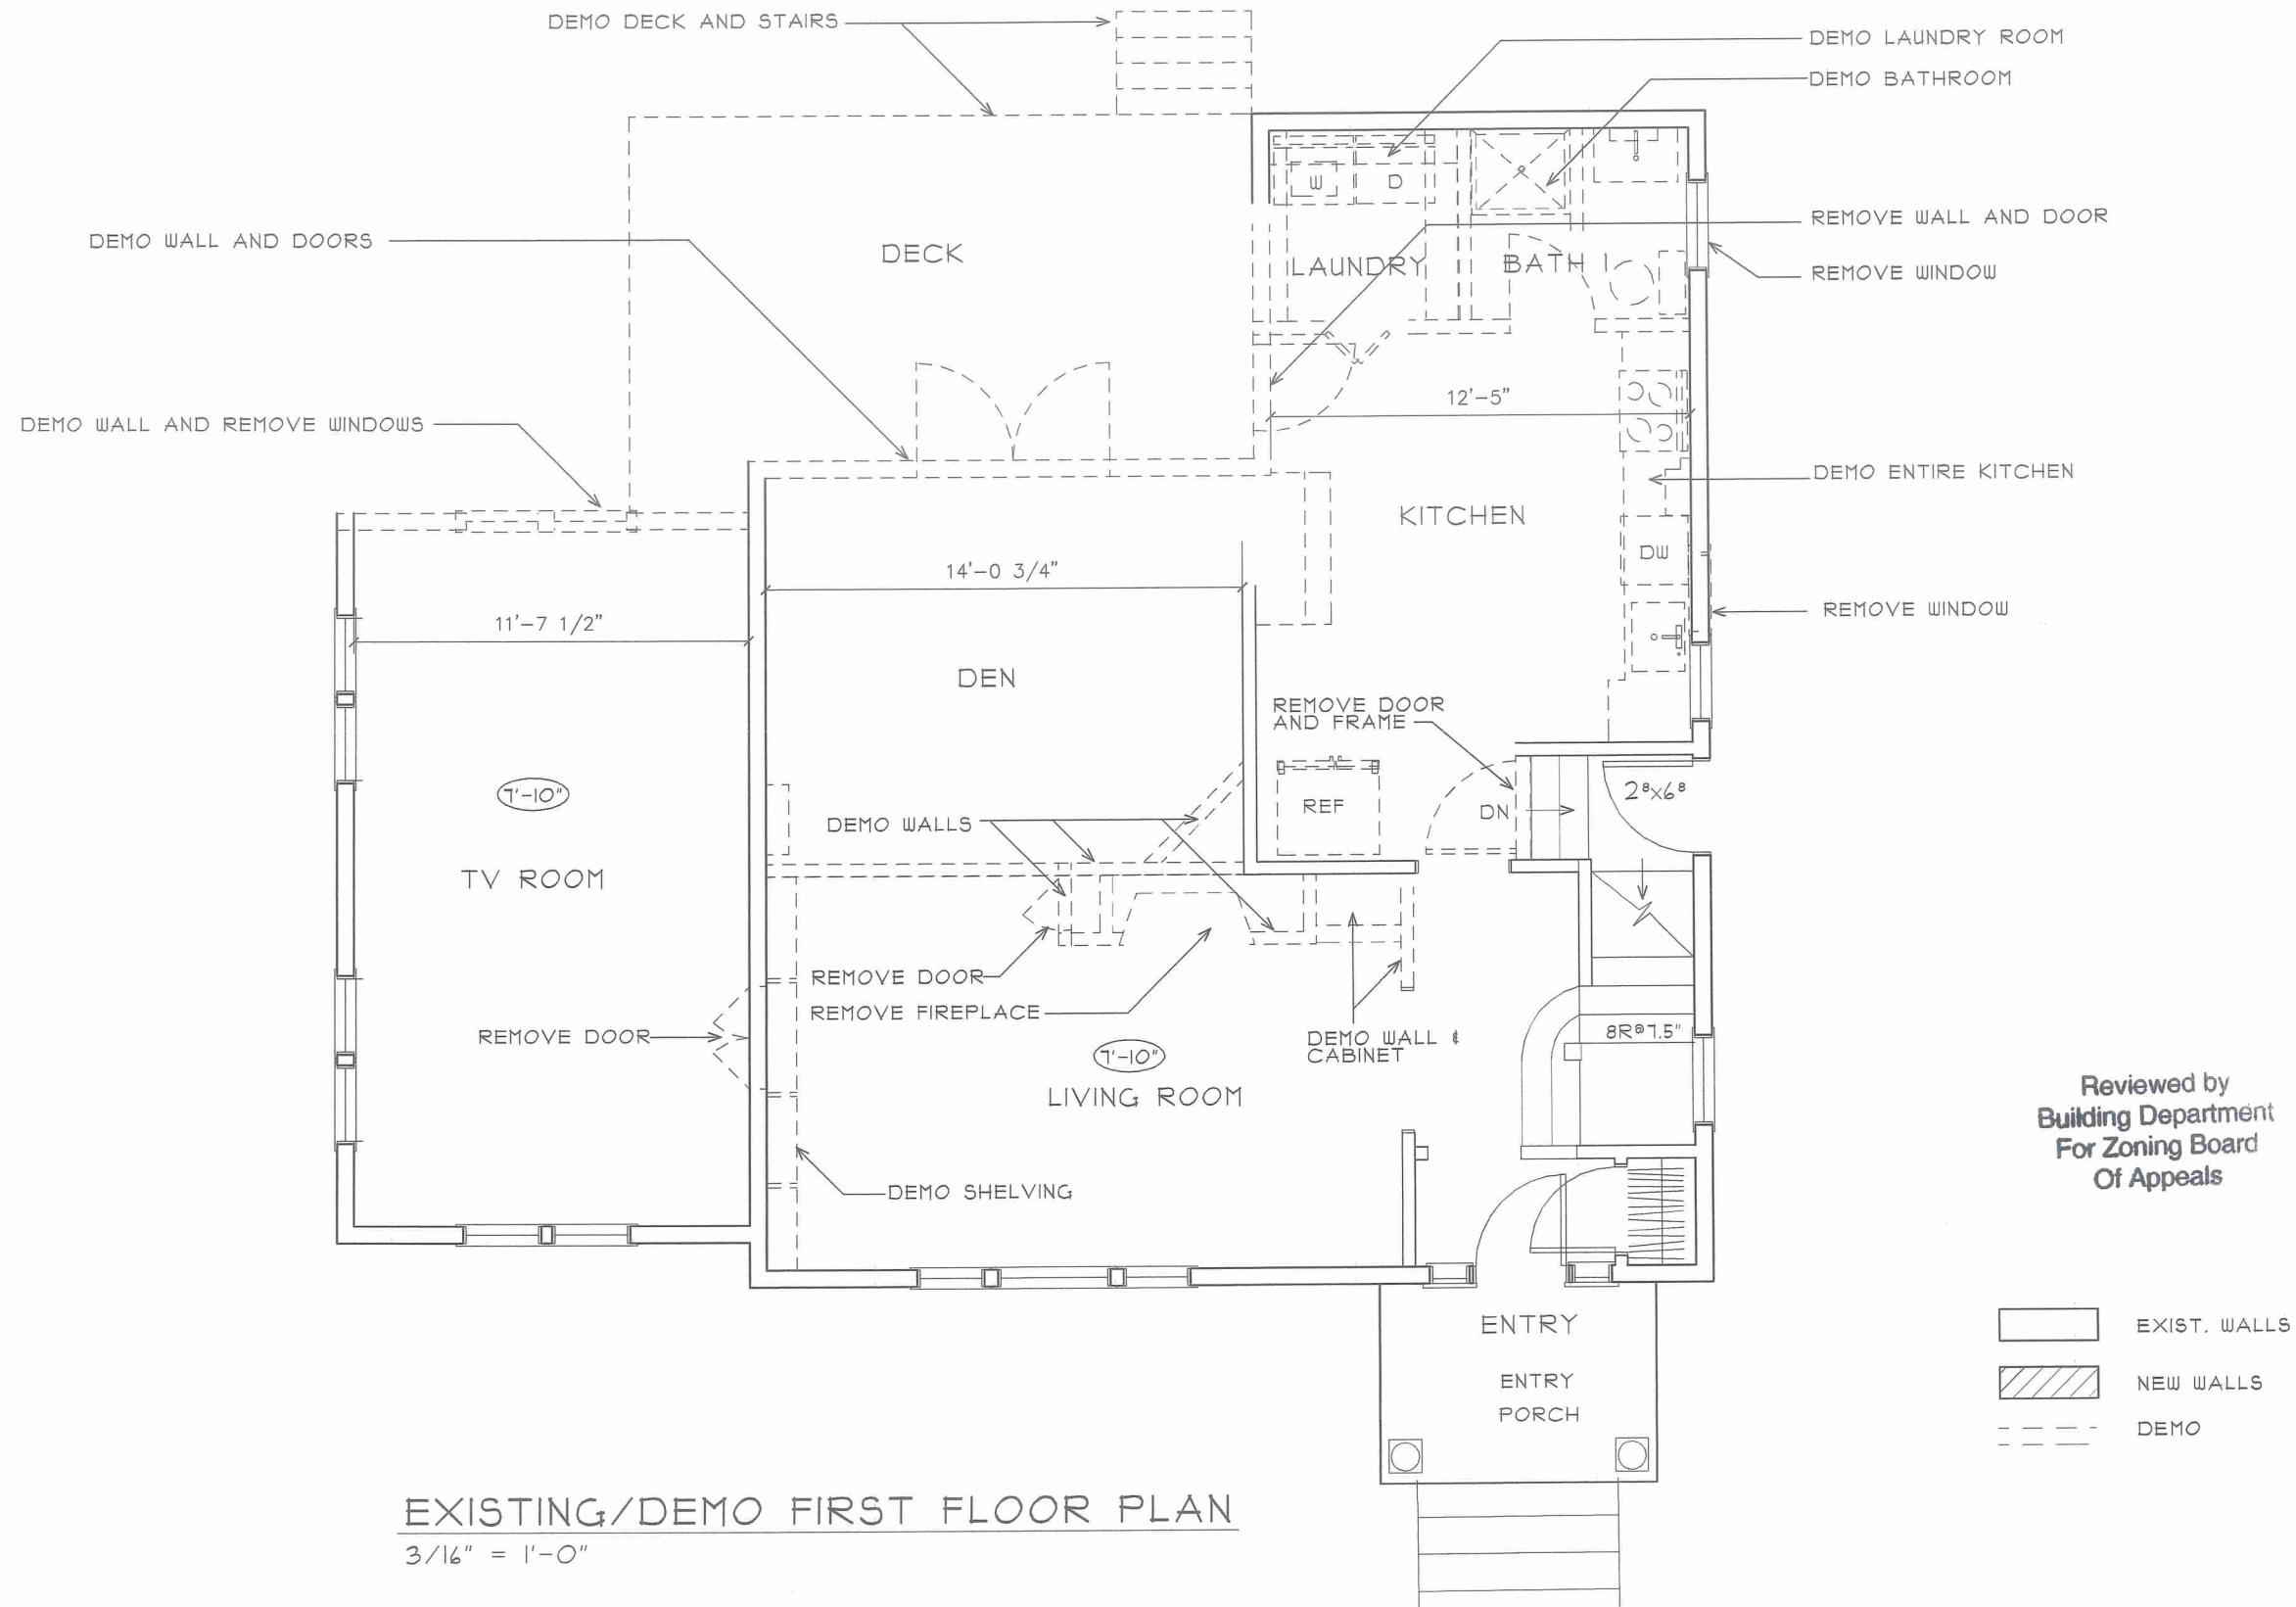 DEMO DECK AND STAIRS
DEMO LAUNDRY ROOM
DEMO BATHROOM
W
D
REMOVE WALL AND DOOR
DEMO WALL AND DOORS
DECK
LAUNDRY
BATH 1
REMOVE WINDOW
12'-5"
DEMO WALL AND REMOVE WINDOWS
DEMO ENTIRE KITCHEN
KITCHEN
DW
14'-0 3/4"
11'-7 1/2"
REMOVE WINDOW
DEN
REMOVE DOOR
AND FRAME
7'-10"
2⁸x6⁸
REF
DN
DEMO WALLS
TV ROOM
REMOVE DOOR
REMOVE FIREPLACE
REMOVE DOOR
8R@7.5"
DEMO WALL &
CABINET
7'-10"
LIVING ROOM
Reviewed by
Building Department
For Zoning Board
Of Appeals
DEMO SHELVING
ENTRY
ENTRY
PORCH
EXIST. WALLS
NEW WALLS
DEMO
EXISTING/DEMO FIRST FLOOR PLAN
3/16" = 1'-0"